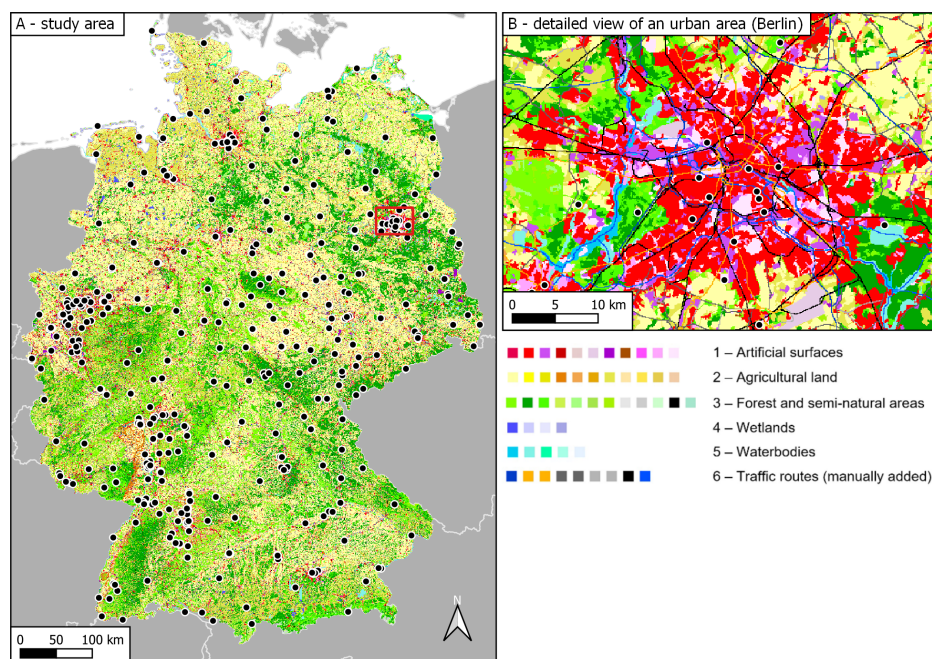 A - study area
B - detailed view of an urban area (Berlin)
0 5 10 km
1 – Artificial surfaces
2 – Agricultural land
3 – Forest and semi-natural areas
4 – Wetlands
5 – Waterbodies
6 – Traffic routes (manually added)
N
0 50 100 km